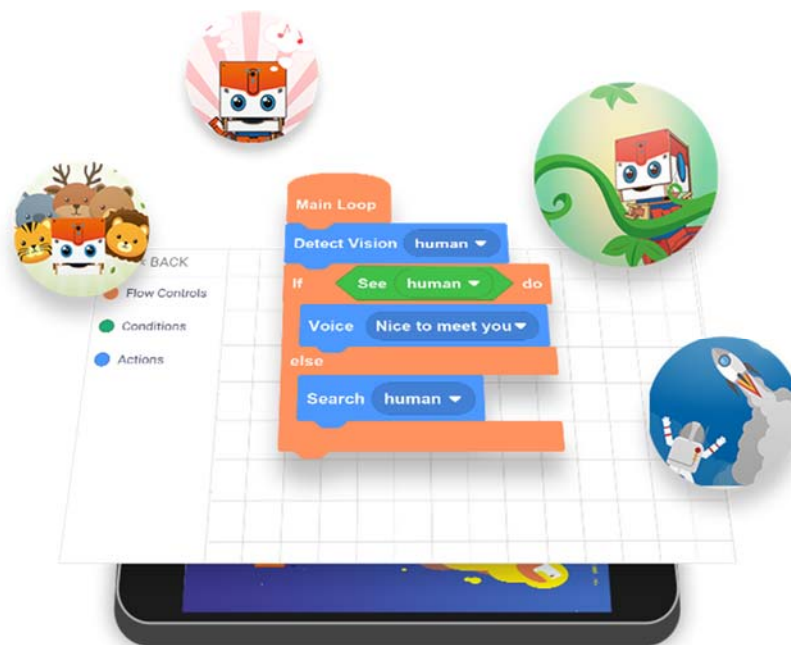 Main Loop
Detect Vision human
If See human do
Voice Nice to meet you
else
Search human
< BACK
Flow Controls
Conditions
Actions